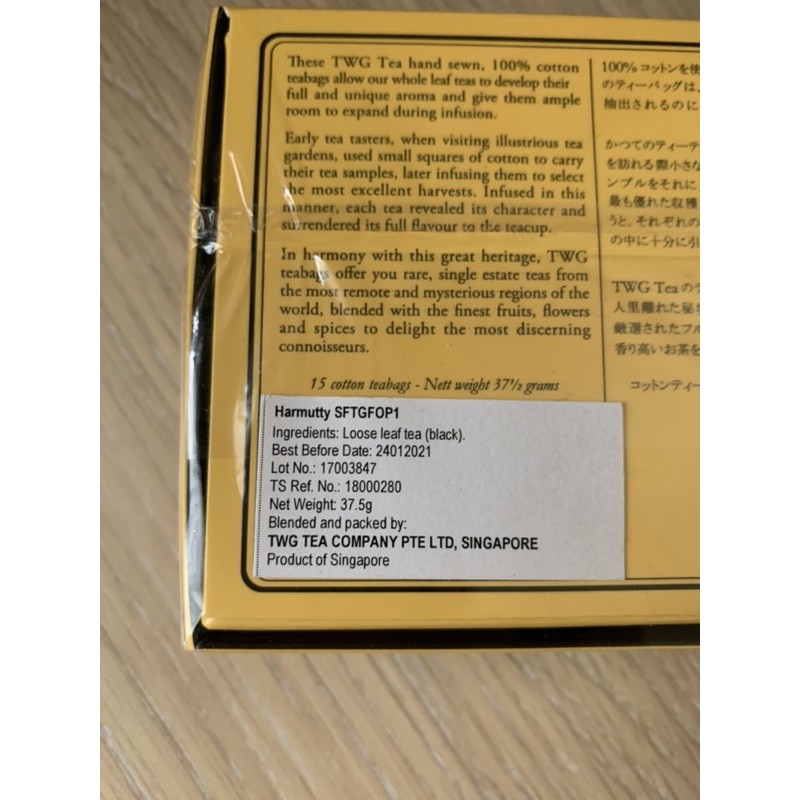 These TWG Tea hand sewn, 100% cotton
teabags allow our whole leaf teas to develop their
full and unique aroma and give them ample
room to expand during infusion.
Early tea tasters, when visiting illustrious tea
gardens, used small squares of cotton to carry
their tea samples, later infusing them to select
the most excellent harvests. Infused in this
manner, each tea revealed its character and
surrendered its full flavour to the teacup.
In harmony with this great heritage, TWG
teabags offer you rare, single estate teas from
the most remote and mysterious regions of the
world, blended with the finest fruits, flowers
and spices to delight the most discerning
connoisseurs.
15 cotton teabags - Nett weight 37½ grams
Harmutty SFTGFOP1
Ingredients: Loose leaf tea (black).
Best Before Date: 24012021
Lot No.: 17003847
TS Ref. No.: 18000280
Net Weight: 37.5g
Blended and packed by:
TWG TEA COMPANY PTE LTD, SINGAPORE
Product of Singapore
100% コットンを使
のティーバッグは、
抽出されるのに
かつてのティーテ
を訪れる際小さな
ンプルをそれに
最も優れた収穫
うと、それぞれの
の中に十分に引
TWG Tea のテ
人里離れた秘
厳選されたフル
香り高いお茶を
コットンティー